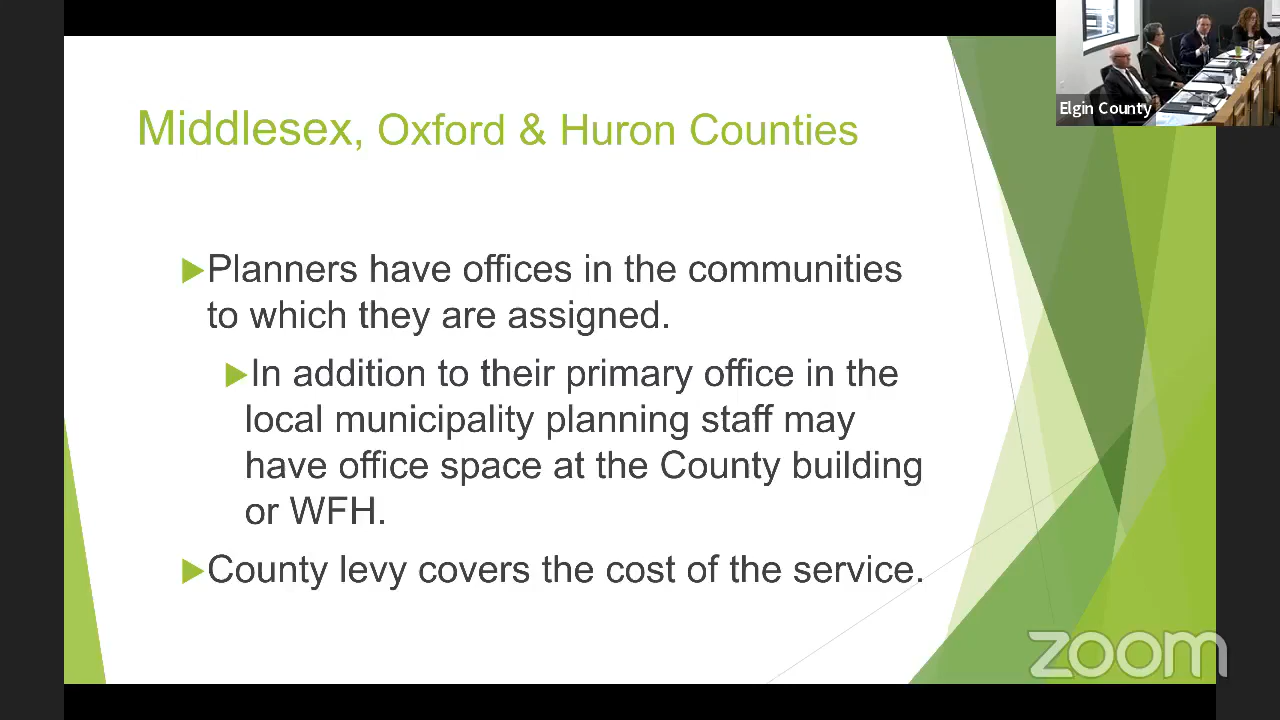 Elgin County
Middlesex, Oxford & Huron Counties
Planners have offices in the communities
to which they are assigned.
In addition to their primary office in the
local municipality planning staff may
have office space at the County building
or WFH.
County levy covers the cost of the service.
zoom